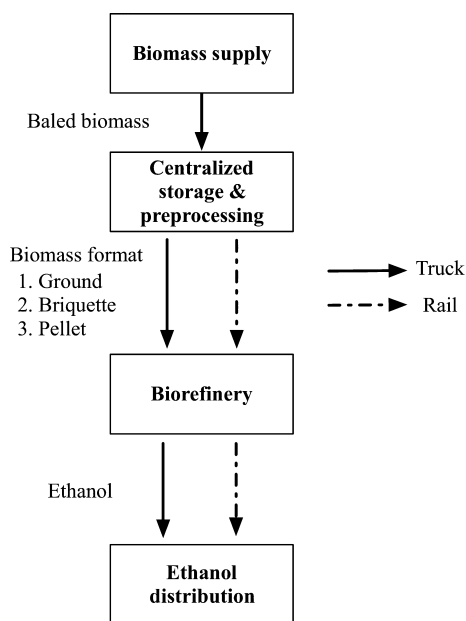 Biomass supply
Baled biomass
Centralized
storage &
preprocessing
Biomass format
1. Ground
2. Briquette
3. Pellet
Truck
Rail
Biorefinery
Ethanol
Ethanol
distribution